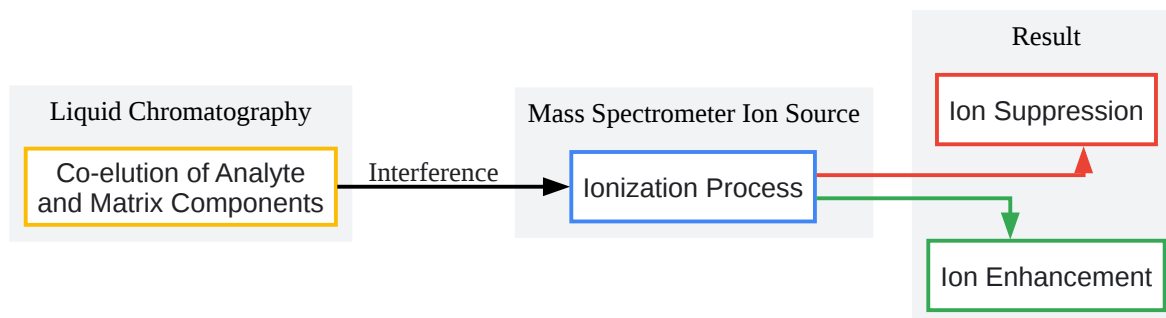 Liquid Chromatography
Co-elution of Analyte
and Matrix Components
Interference
Mass Spectrometer Ion Source
Ionization Process
Result
Ion Suppression
Ion Enhancement